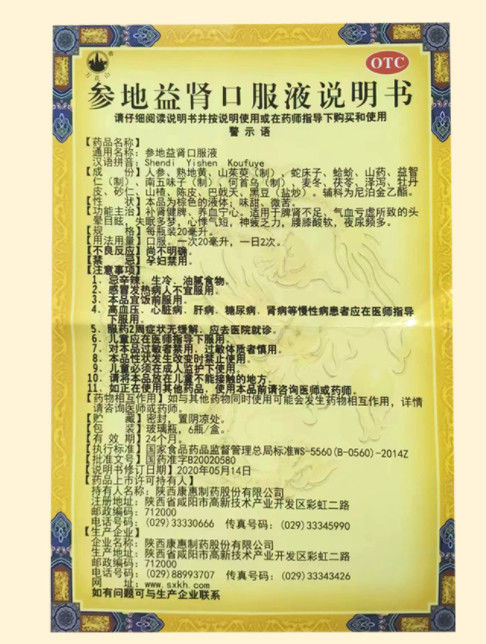 OTC
参地益肾口服液说明书
请仔细阅读说明书并按说明使用或在药师指导下购买和使用
警示语
【药品名称】
通用名称：参地益肾口服液
汉语拼音：Shendi Yishen Koufuye
【成　　份】人参、熟地黄、山茱萸（制）、蛇床子、蛤蚧、山药、益智
仁（制）、南五味子（制）、何首乌（制）、麦冬、茯苓、泽泻、牡丹
皮、砂仁、山楂、陈皮、巴戟天、黑豆（盐炒）。辅料为尼泊金乙酯。
【性　　状】本品为棕色的液体，味甜、微苦。
【功能主治】补肾健脾、养血宁心。适用于脾肾不足、气血亏虚所致的头
晕目眩，失眠多梦，心悸气短，神疲乏力，腰膝酸软，夜尿频多。
【规　　格】每瓶装20毫升。
【用法用量】口服。一次20毫升，一日2次。
【不良反应】尚不明确。
【禁　　忌】孕妇禁用。
【注意事项】
1. 忌辛辣、生冷、油腻食物。
2. 感冒发热病人不宜服用。
3. 本品宜饭前服用。
4. 高血压、心脏病、肝病、糖尿病、肾病等慢性病患者应在医师指导
下服用。
5. 服药2周症状无缓解，应去医院就诊。
6. 儿童应在医师指导下服用。
7. 对本品过敏者禁用，过敏体质者慎用。
8. 本品性状发生改变时禁止使用。
9. 儿童必须在成人监护下使用。
10. 请将本品放在儿童不能接触的地方。
11. 如正在使用其他药品，使用本品前请咨询医师或药师。
【药物相互作用】如与其他药物同时使用可能会发生药物相互作用，详情
请咨询医师或药师。
【贮　　藏】密封，置阴凉处。
【包　　装】玻璃瓶，6瓶/盒。
【有 效 期】24个月。
【执行标准】国家食品药品监督管理总局标准WS-5560(B-0560)-2014Z
【批准文号】国药准字B20020580
【说明书修订日期】2020年05月14日
【药品上市许可持有人】
持有人名称：陕西康惠制药股份有限公司
注册地址：陕西省咸阳市高新技术产业开发区彩虹二路
邮政编码：712000
电话号码：(029)33330666　传真号码：(029)33345990
【生产企业】
企业名称：陕西康惠制药股份有限公司
生产地址：陕西省咸阳市高新技术产业开发区彩虹二路
邮政编码：712000
电话号码：(029)88993707　传真号码：(029)33343426
网　　址：www.sxkh.com
如有问题可与生产企业联系